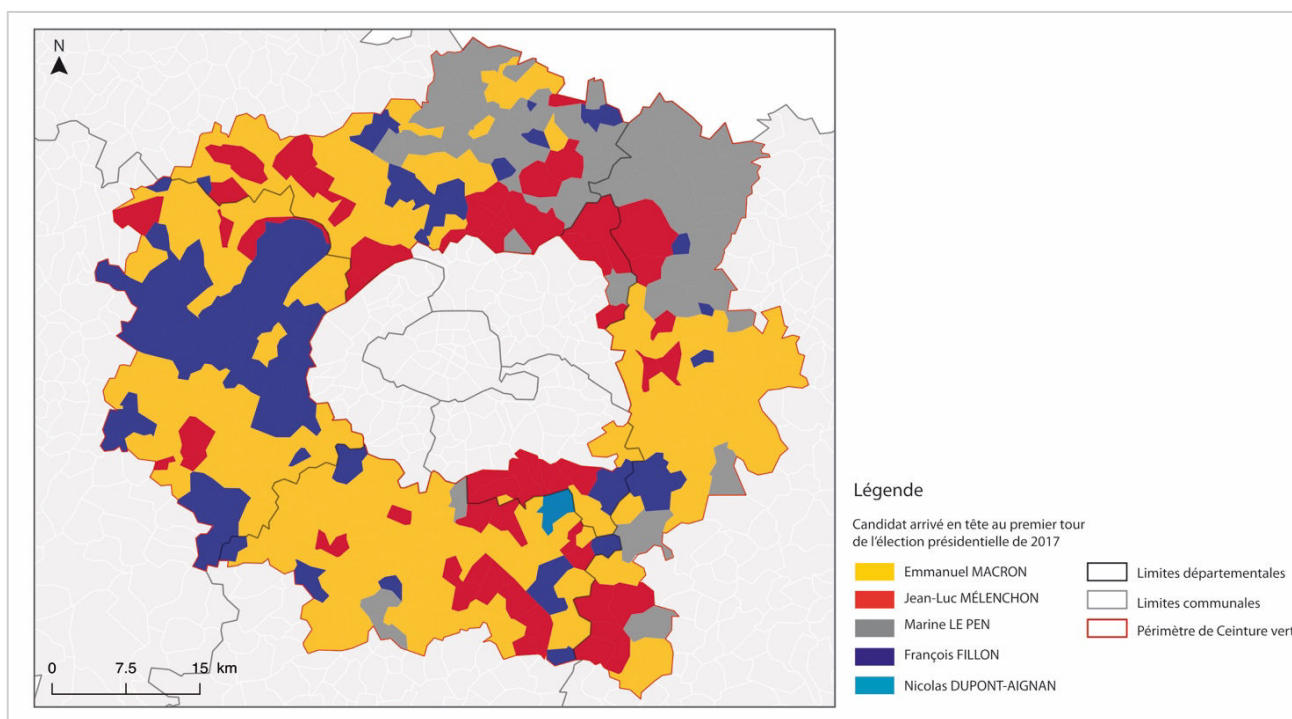 N
0 7.5 15 km
Légende
Candidat arrivé en tête au premier tour
de l'élection présidentielle de 2017
Emmanuel MACRON
Jean-Luc MÉLENCHON
Marine LE PEN
François FILLON
Nicolas DUPONT-AIGNAN
Limites départementales
Limites communales
Périmètre de Ceinture vert